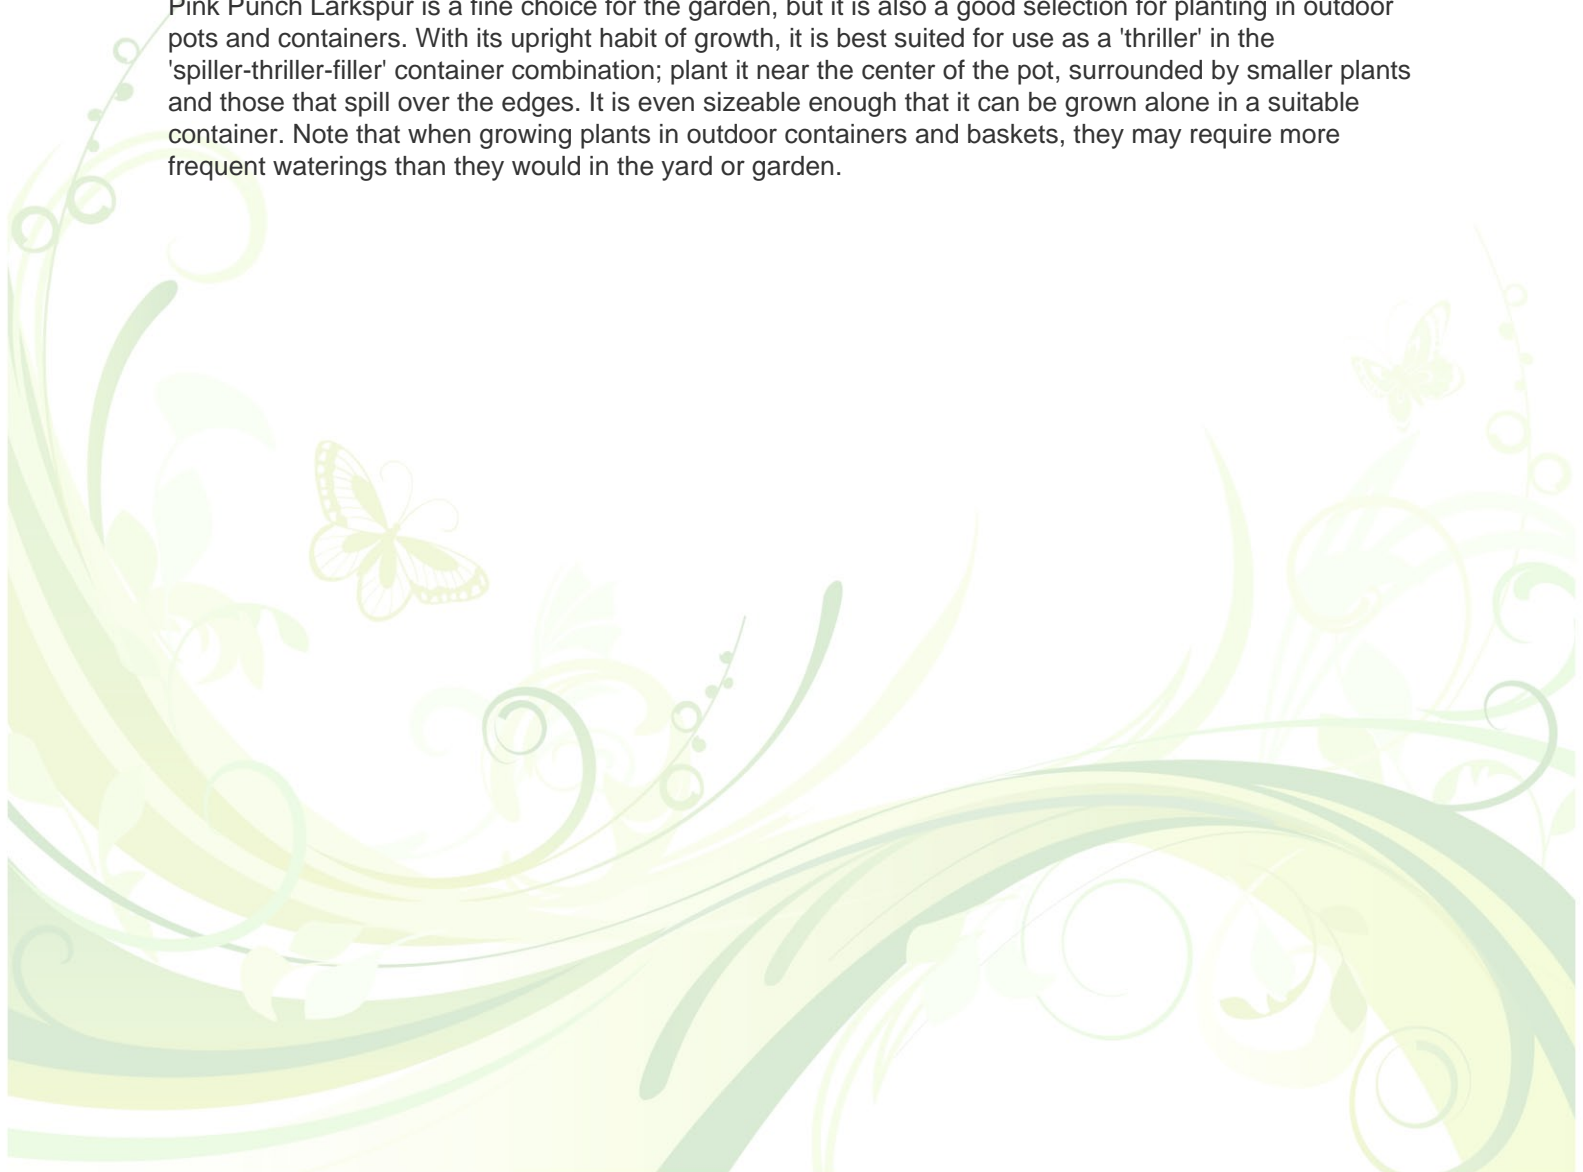 Pink Punch Larkspur is a fine choice for the garden, but it is also a good selection for planting in outdoor
pots and containers. With its upright habit of growth, it is best suited for use as a 'thriller' in the
'spiller-thriller-filler' container combination; plant it near the center of the pot, surrounded by smaller plants
and those that spill over the edges. It is even sizeable enough that it can be grown alone in a suitable
container. Note that when growing plants in outdoor containers and baskets, they may require more
frequent waterings than they would in the yard or garden.